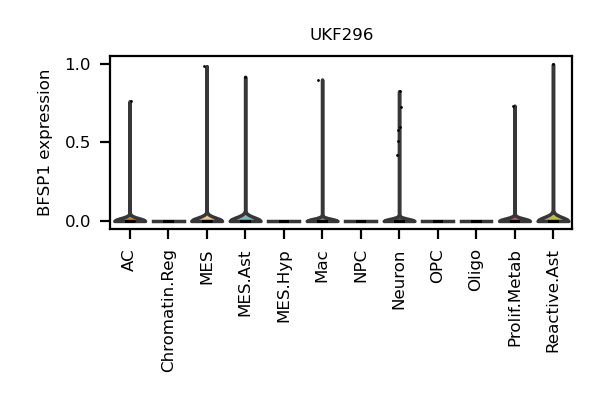 UKF296
BFSP1 expression
1.0
0.5
0.0
AC
Chromatin.Reg
MES
MES.Ast
MES.Hyp
Mac
NPC
Neuron
OPC
Oligo
Prolif.Metab
Reactive.Ast